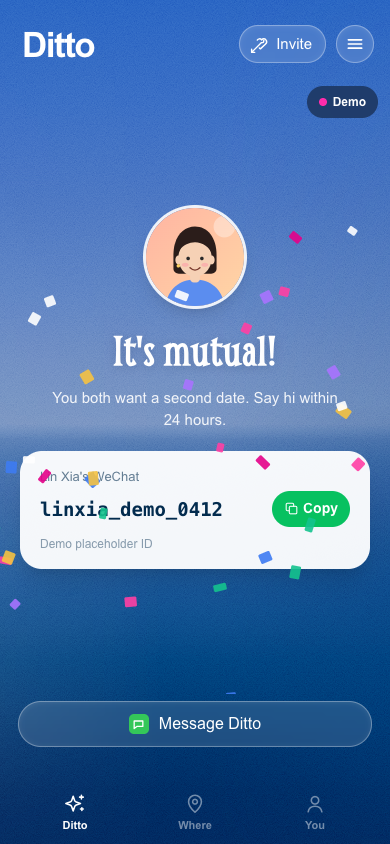 Ditto
Invite
Demo
It's mutual!
You both want a second date. Say hi within
24 hours.
Lin Xia's WeChat
linxia_demo_0412
Copy
Demo placeholder ID
Message Ditto
Ditto
Where
You